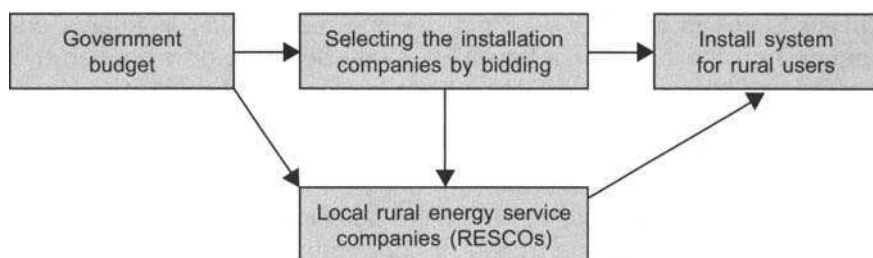 Government
budget
Selecting the installation
companies by bidding
Install system
for rural users
Local rural energy service
companies (RESCOs)